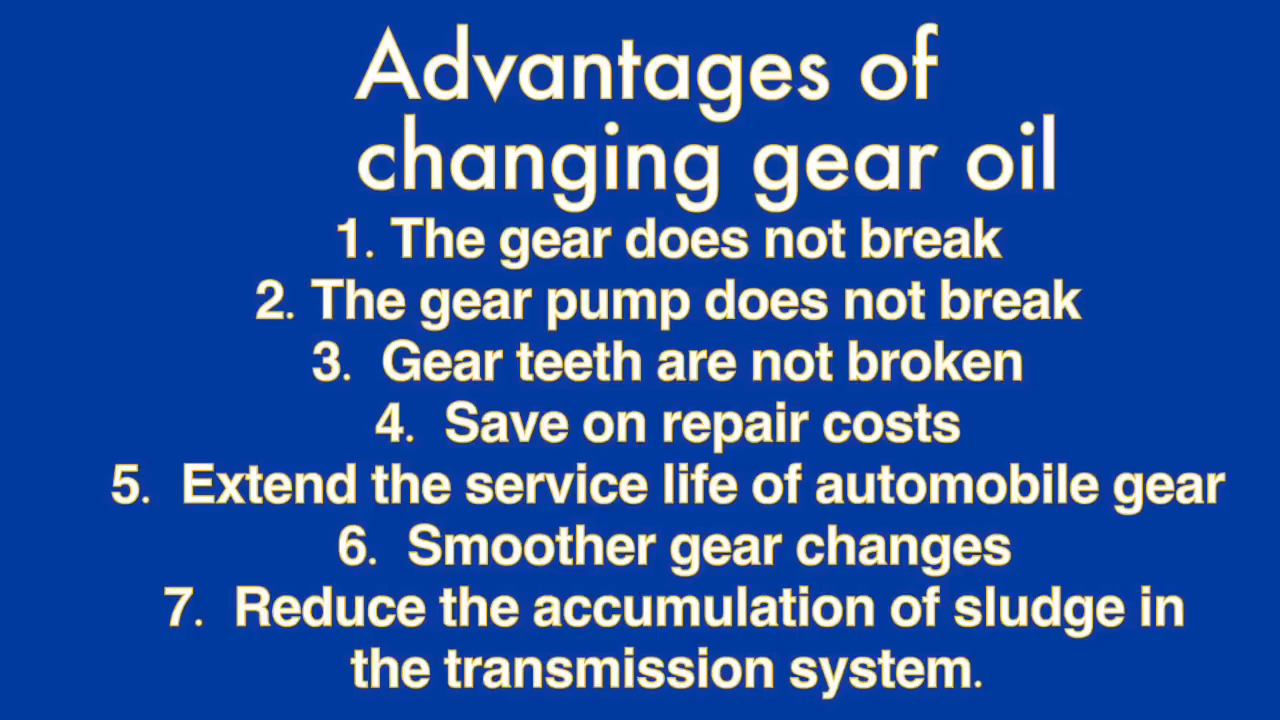 Advantages of
changing gear oil
1. The gear does not break
2. The gear pump does not break
3. Gear teeth are not broken
4. Save on repair costs
5. Extend the service life of automobile gear
6. Smoother gear changes
7. Reduce the accumulation of sludge in
the transmission system.